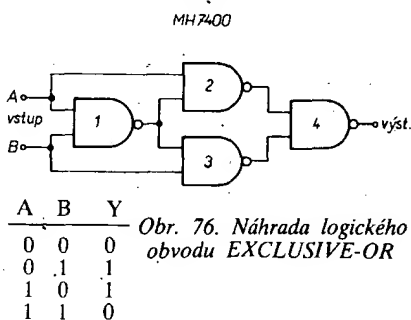 MH7400
A
vstup
B
1
2
3
4
výst.
A B Y
0 0 0
0 1 1
1 0 1
1 1 0
Obr. 76. Náhrada logického
obvodu EXCLUSIVE-OR